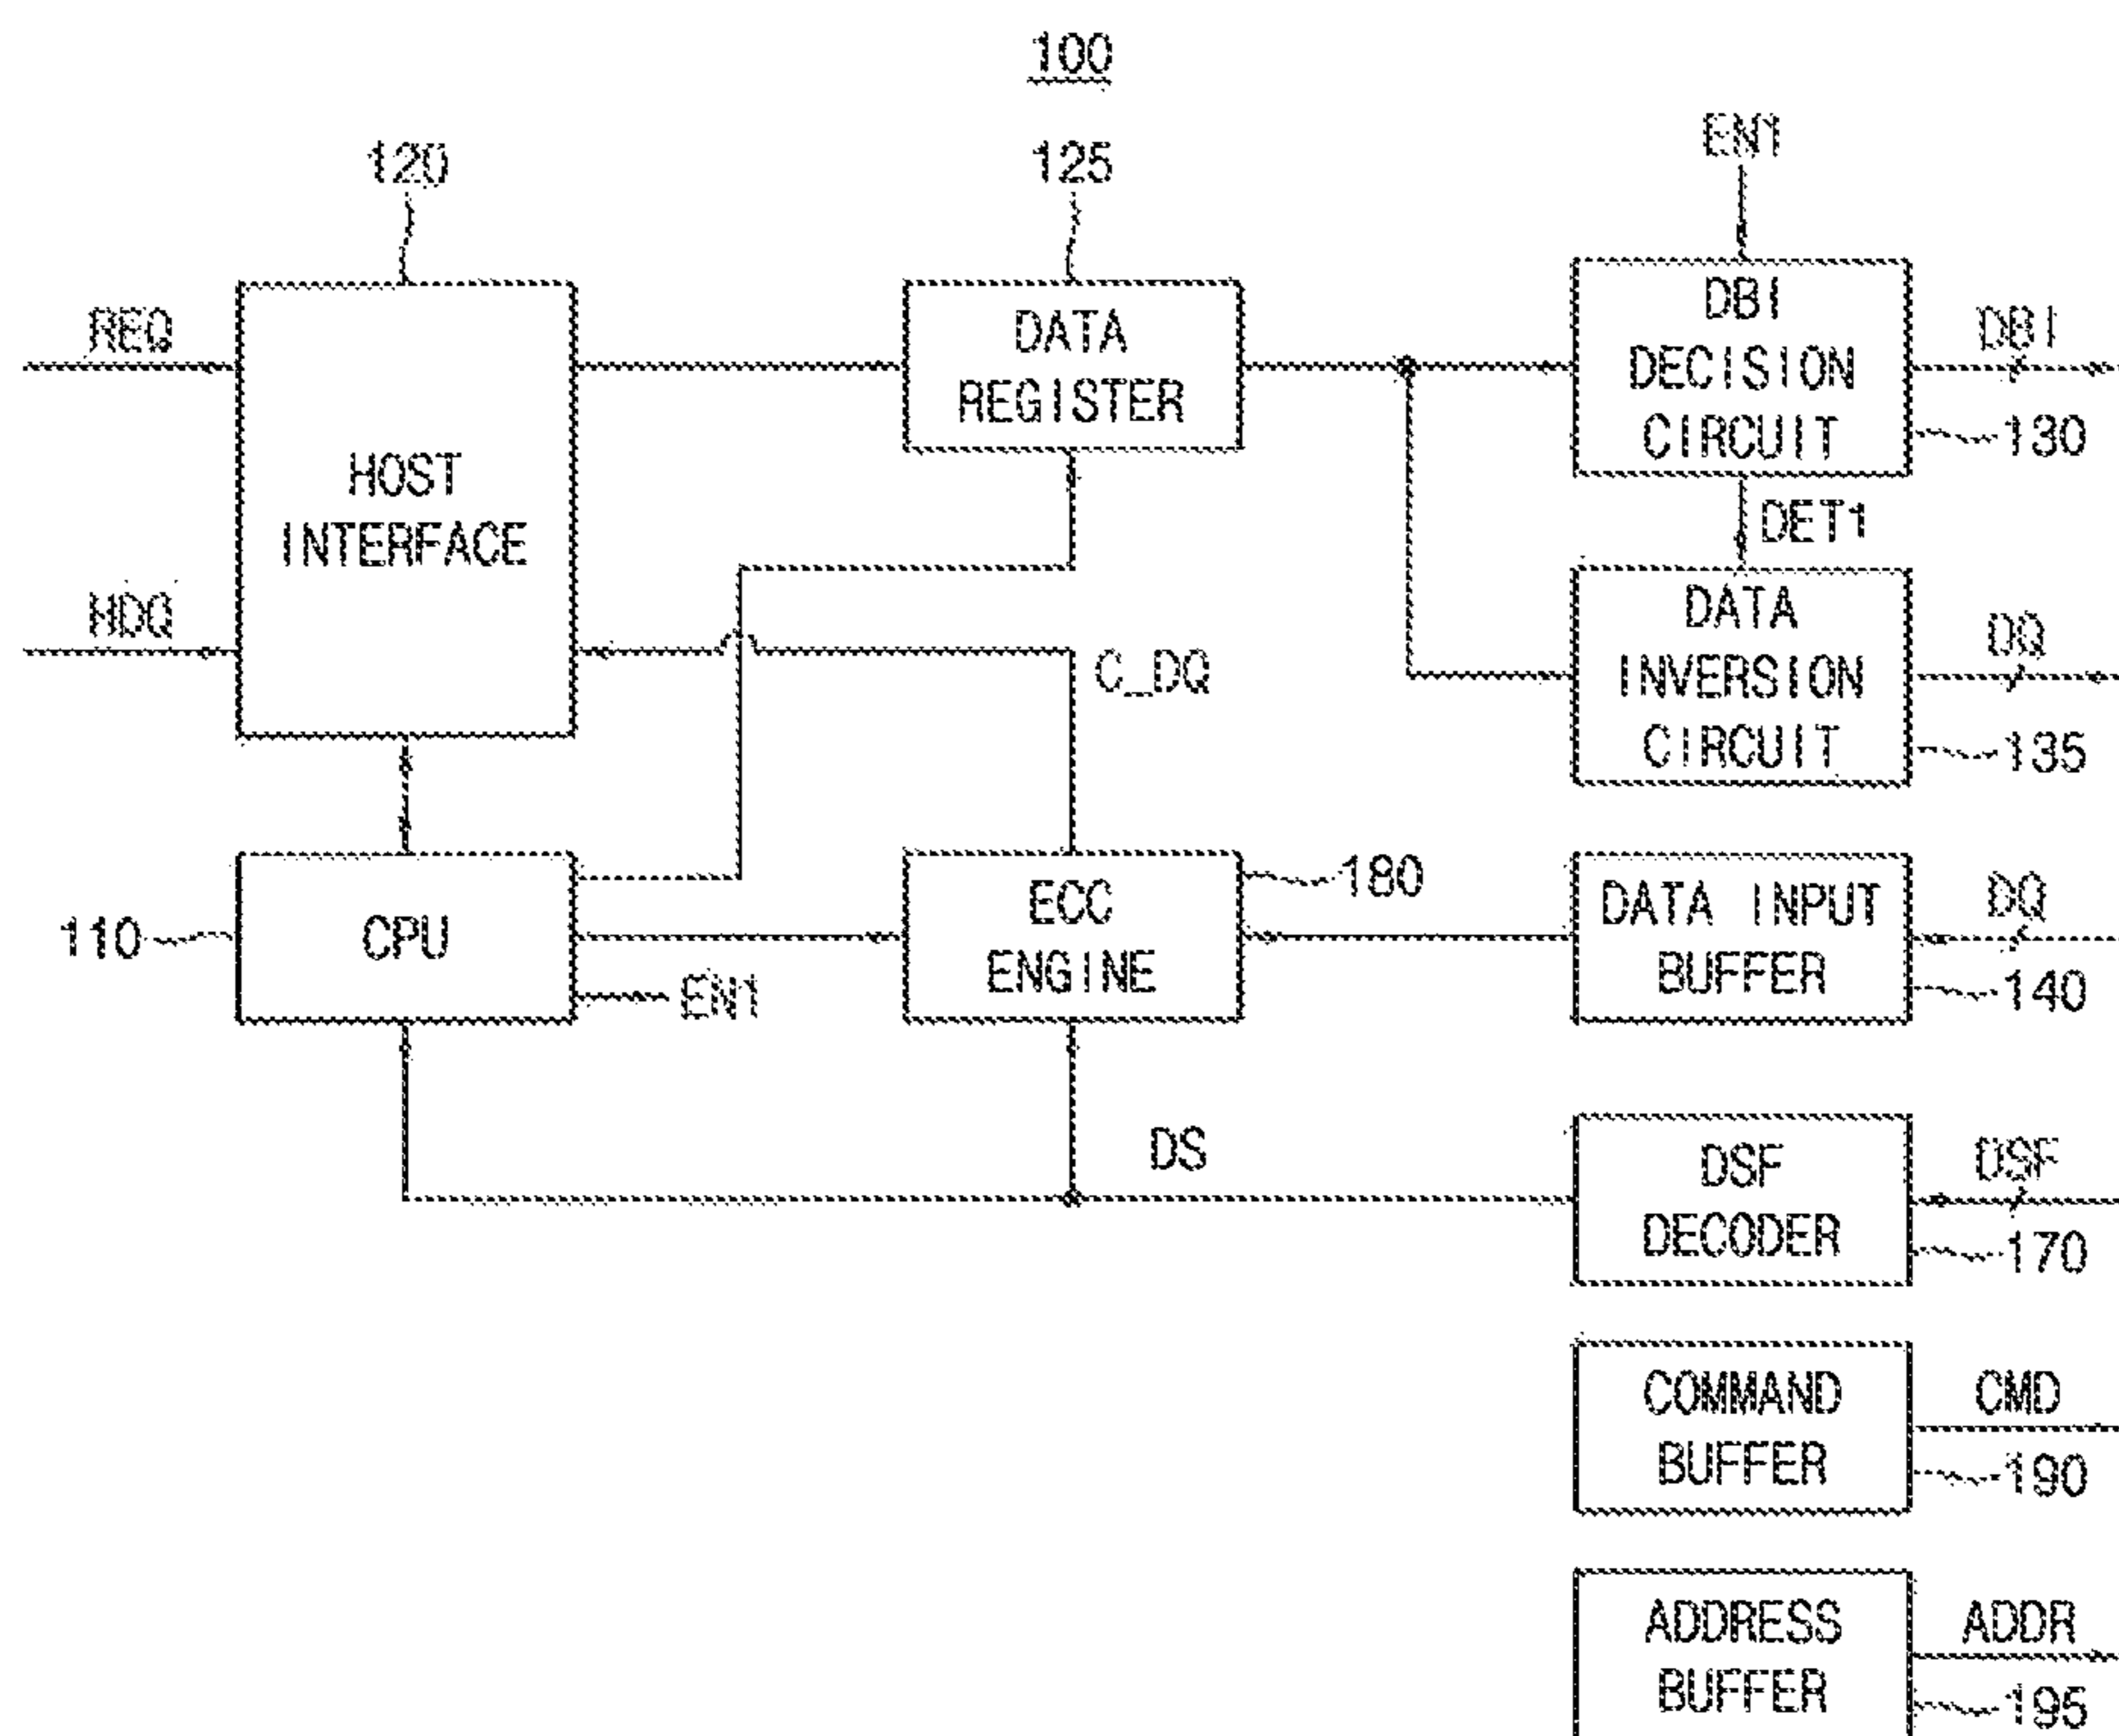 100
120
125
EN1
REQ
HDQ
HOST
INTERFACE
DATA
REGISTER
DBI
DECISION
CIRCUIT
DBI
130
DET1
DATA
INVERSION
CIRCUIT
DQ
135
C_DQ
110
CPU
EN1
ECC
ENGINE
180
DATA INPUT
BUFFER
DQ
140
DS
DSF
DECODER
DSF
170
COMMAND
BUFFER
CMD
190
ADDRESS
BUFFER
ADDR
195